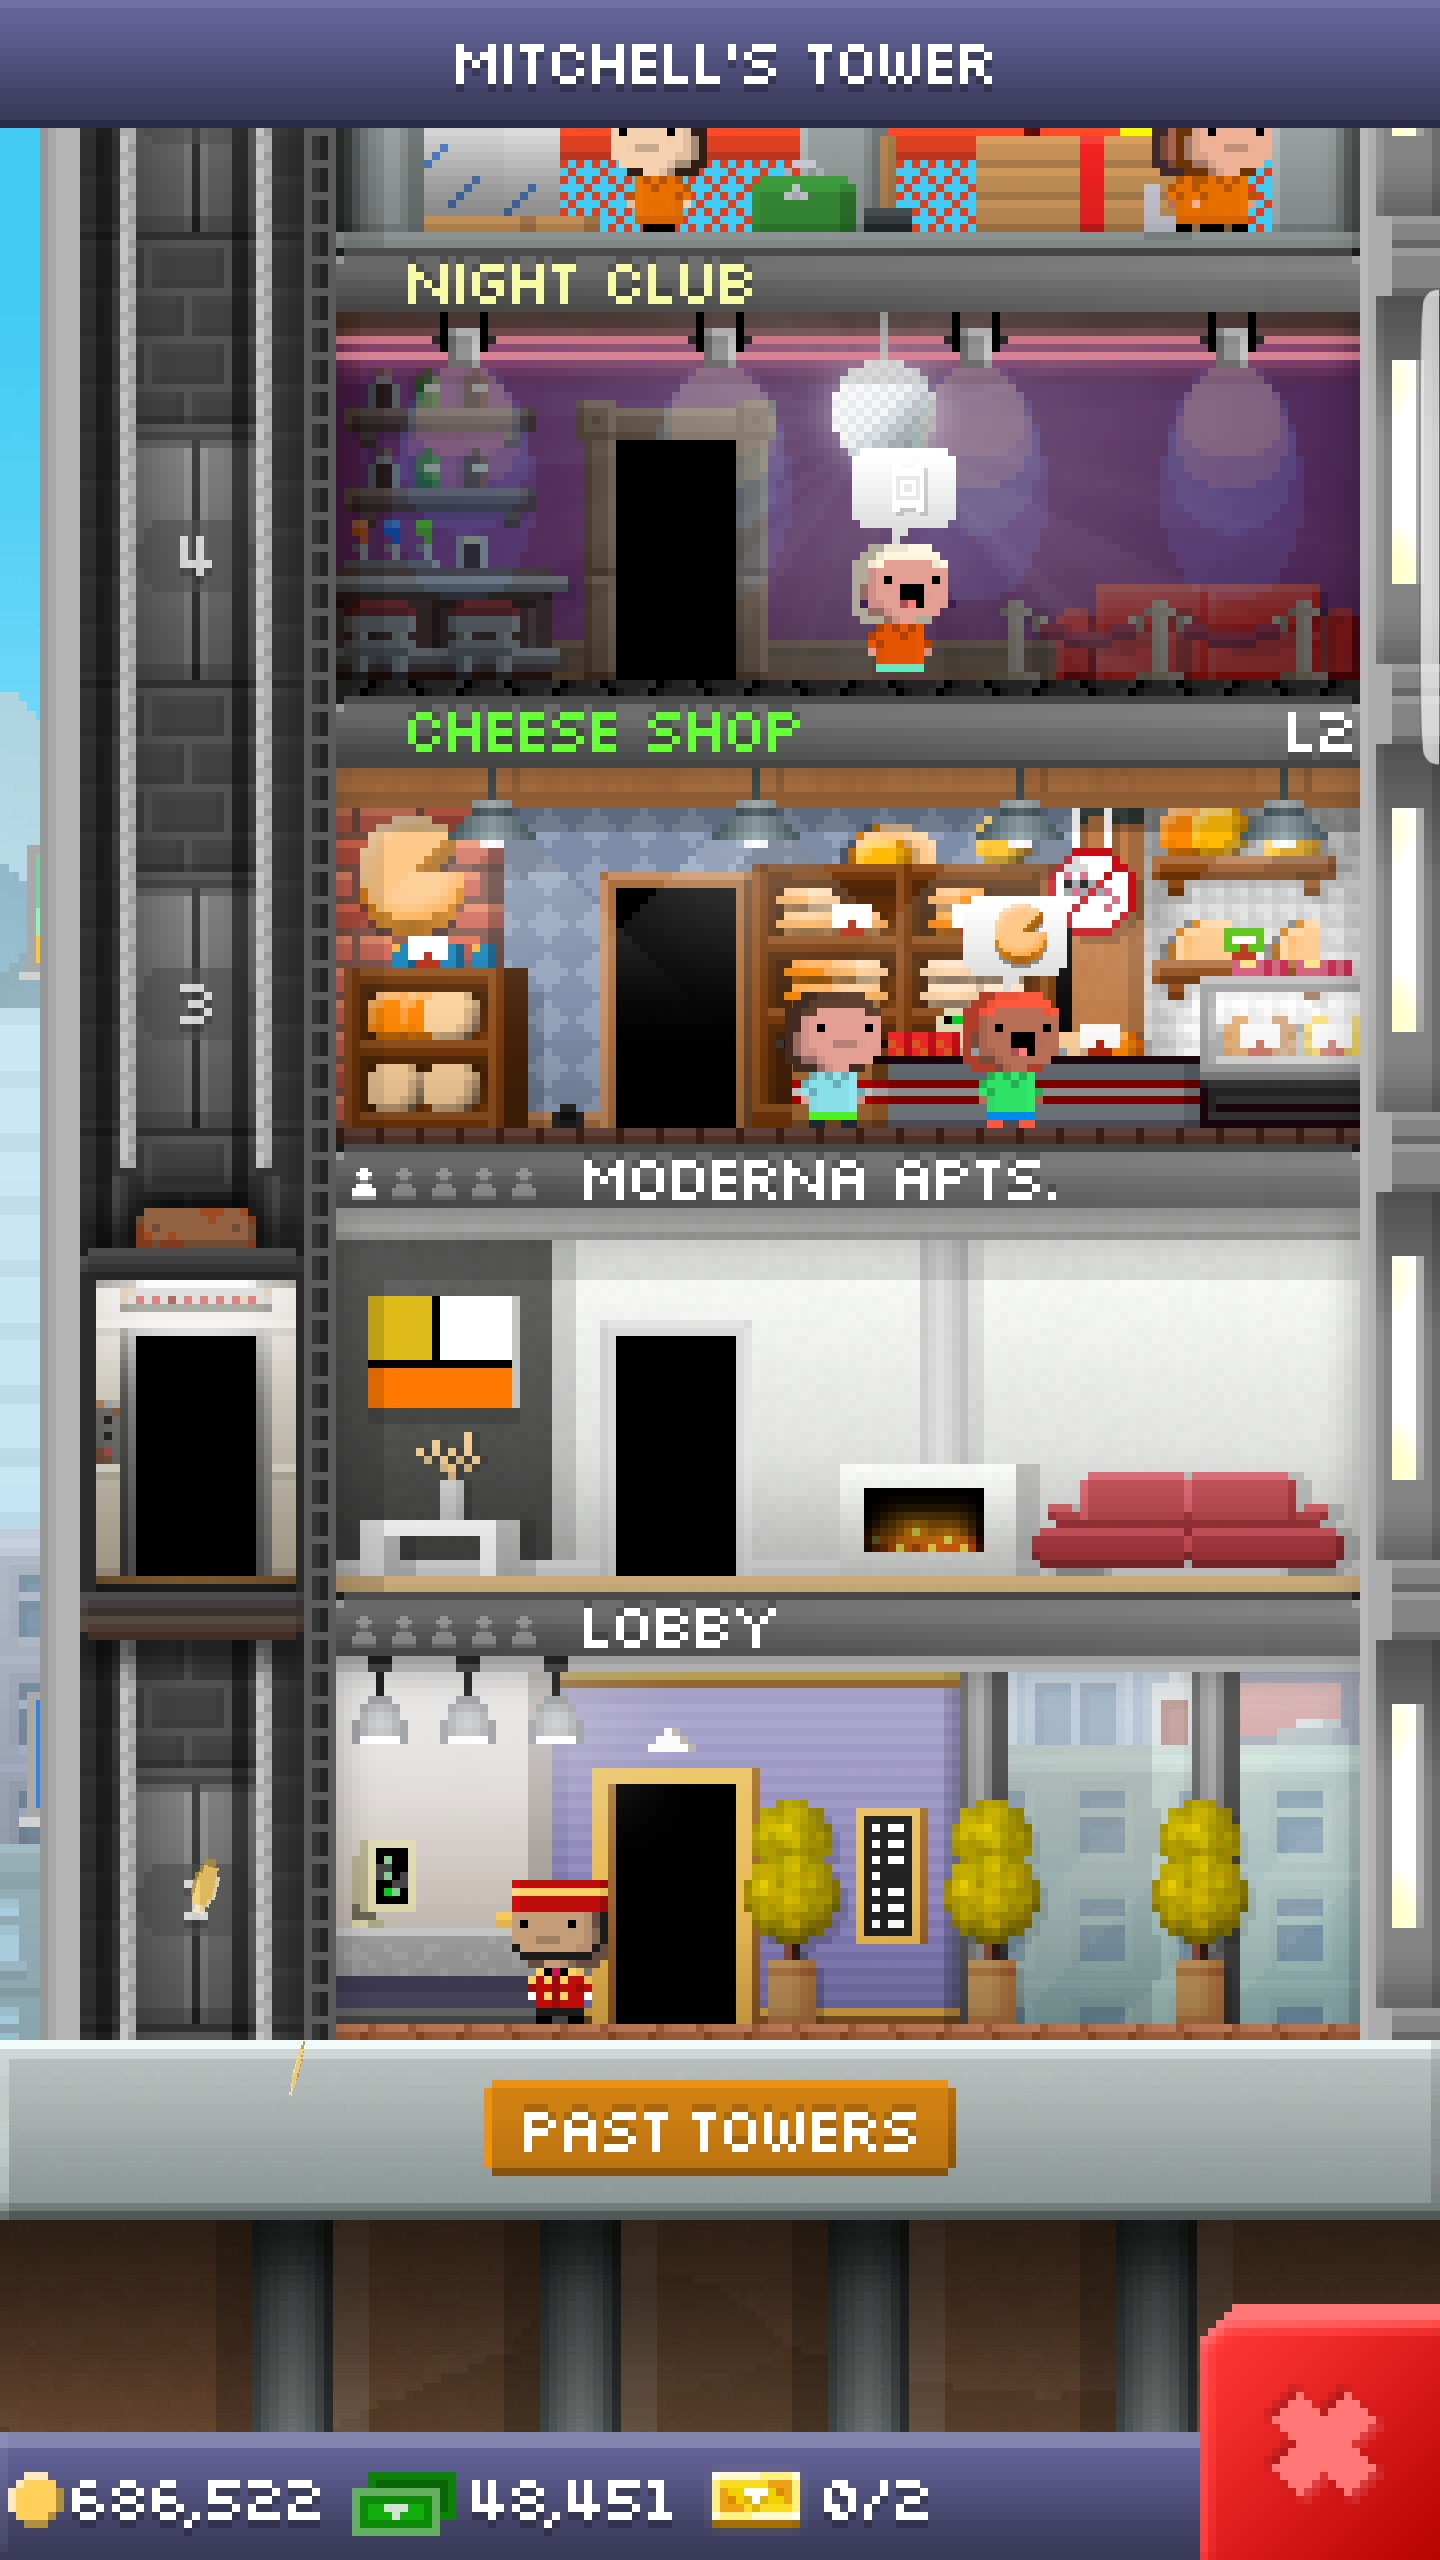 MITCHELL'S TOWER
NIGHT CLUB
4
CHEESE SHOP L2
3
MODERNA APTS.
LOBBY
PAST TOWERS
686,522 48,451 0/2